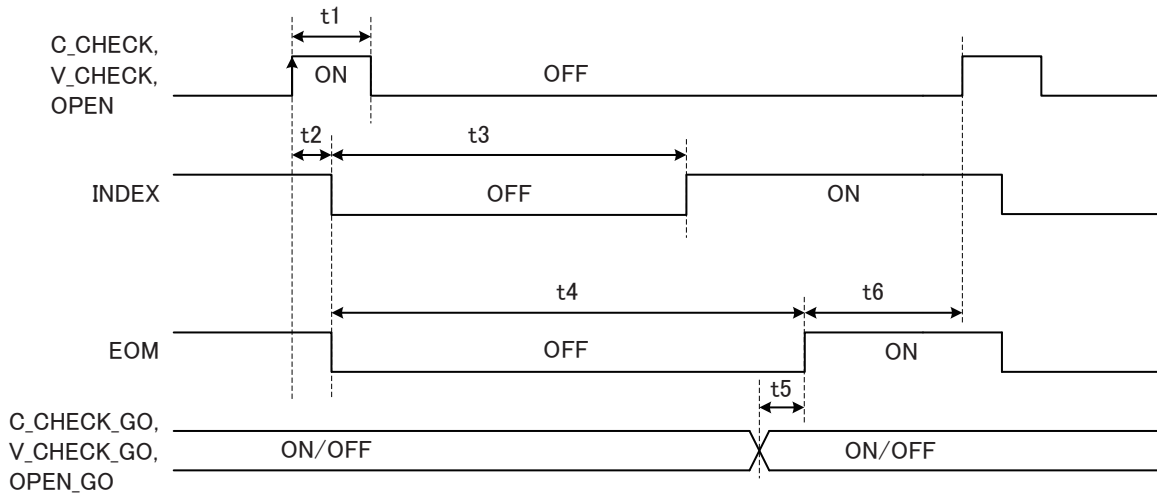 t1
C_CHECK,
V_CHECK,
OPEN
ON
OFF
t2
t3
INDEX
OFF
ON
t4
t6
EOM
OFF
ON
t5
C_CHECK_GO,
V_CHECK_GO,
OPEN_GO
ON/OFF
ON/OFF